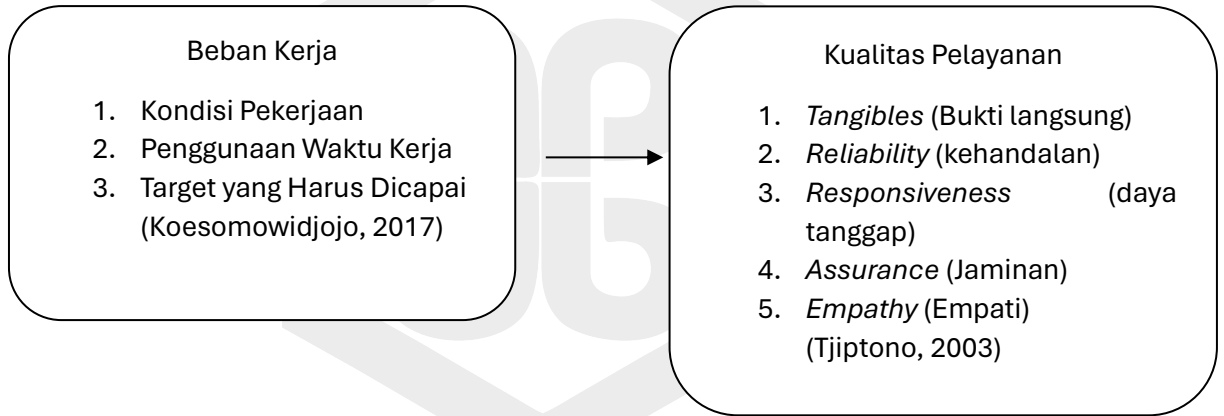 Beban Kerja
1. Kondisi Pekerjaan
2. Penggunaan Waktu Kerja
3. Target yang Harus Dicapai
(Koesomowidjojo, 2017)
Kualitas Pelayanan
1. Tangibles (Bukti langsung)
2. Reliability (kehandalan)
3. Responsiveness (daya
tanggap)
4. Assurance (Jaminan)
5. Empathy (Empati)
(Tjiptono, 2003)